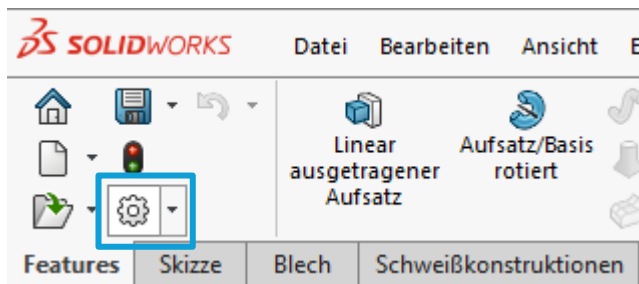 SOLIDWORKS
Datei Bearbeiten Ansicht
Linear
ausgetragener
Aufsatz
Aufsatz/Basis
rotiert
Features Skizze Blech Schweißkonstruktionen